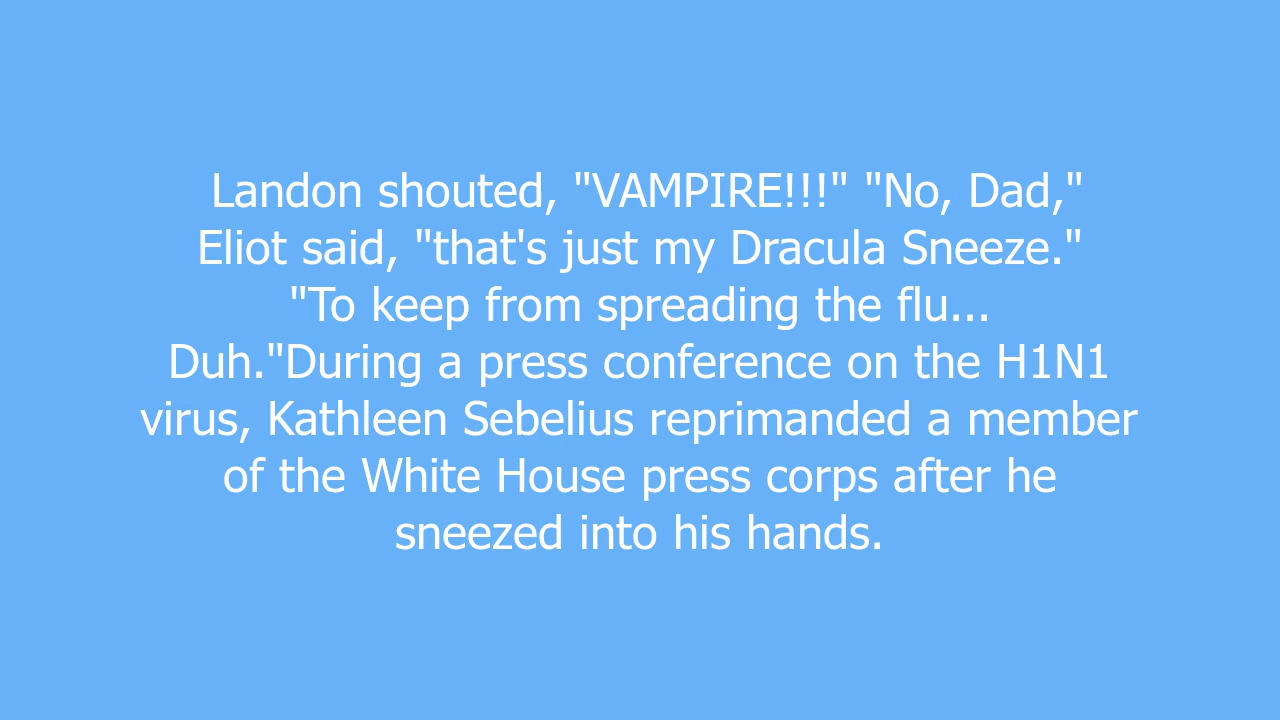 Landon shouted, "VAMPIRE!!!" "No, Dad,"
Eliot said, "that's just my Dracula Sneeze."
"To keep from spreading the flu...
Duh."During a press conference on the H1N1
virus, Kathleen Sebelius reprimanded a member
of the White House press corps after he
sneezed into his hands.